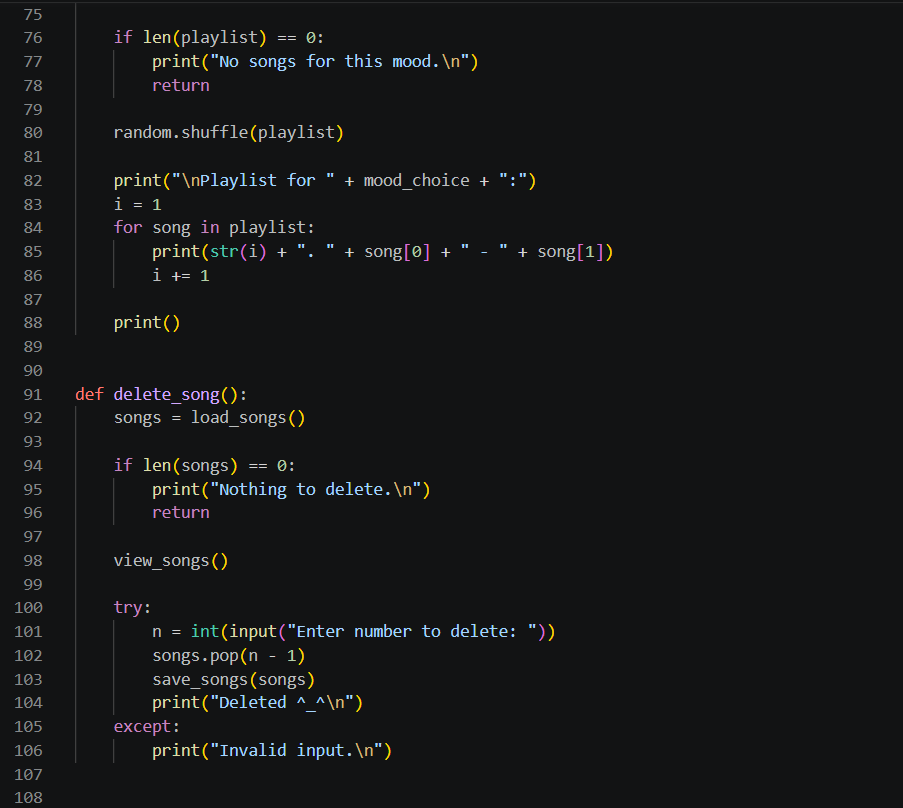 75
76 if len(playlist) == 0:
77 print("No songs for this mood.\n")
78 return
79
80 random.shuffle(playlist)
81
82 print("\nPlaylist for " + mood_choice + ":")
83 i = 1
84 for song in playlist:
85 print(str(i) + ". " + song[0] + " - " + song[1])
86 i += 1
87
88 print()
89
90
91 def delete_song():
92 songs = load_songs()
93
94 if len(songs) == 0:
95 print("Nothing to delete.\n")
96 return
97
98 view_songs()
99
100 try:
101 n = int(input("Enter number to delete: "))
102 songs.pop(n - 1)
103 save_songs(songs)
104 print("Deleted ^_^\n")
105 except:
106 print("Invalid input.\n")
107
108